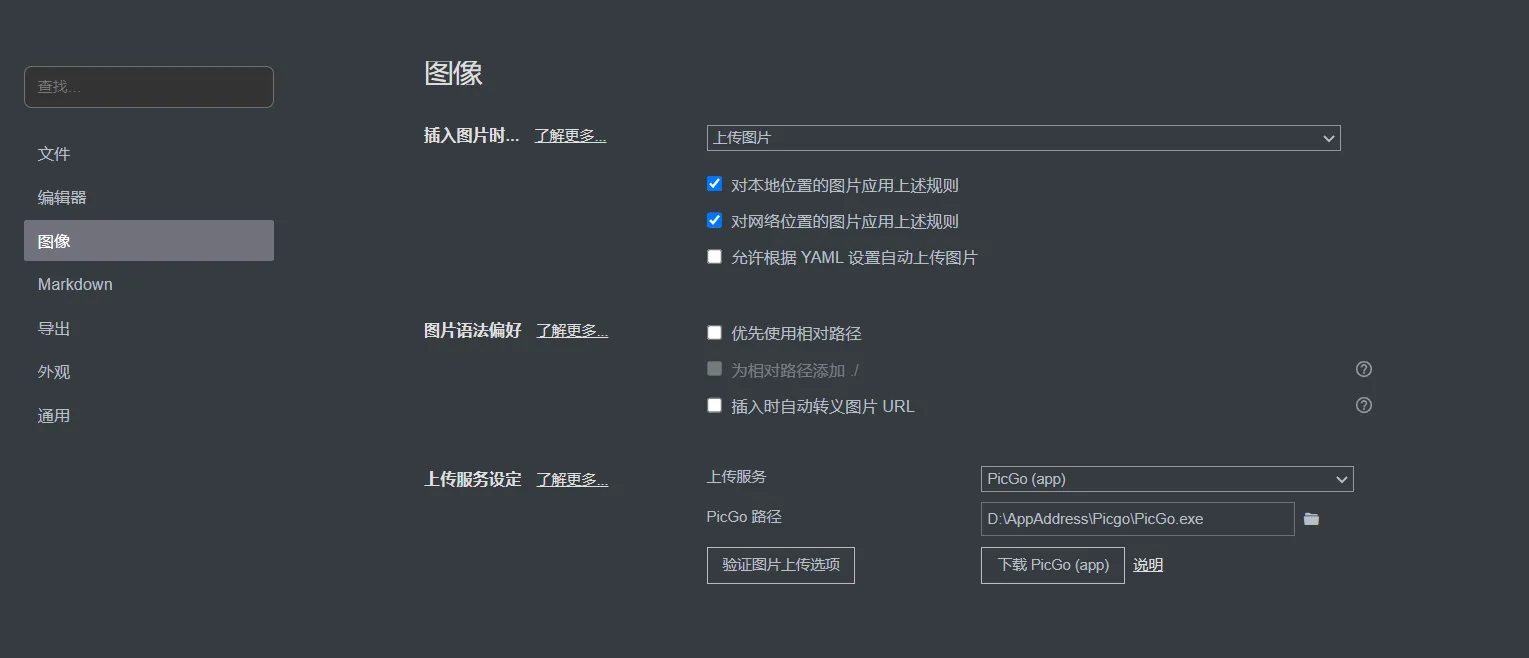 查找...
文件
编辑器
图像
Markdown
导出
外观
通用
图像
插入图片时... 了解更多...
上传图片
对本地位置的图片应用上述规则
对网络位置的图片应用上述规则
允许根据 YAML 设置自动上传图片
图片语法偏好 了解更多...
优先使用相对路径
为相对路径添加 ./
插入时自动转义图片 URL
上传服务设定 了解更多...
上传服务 PicGo (app)
PicGo 路径 D:\AppAddress\Picgo\PicGo.exe
验证图片上传选项 下载 PicGo (app) 说明